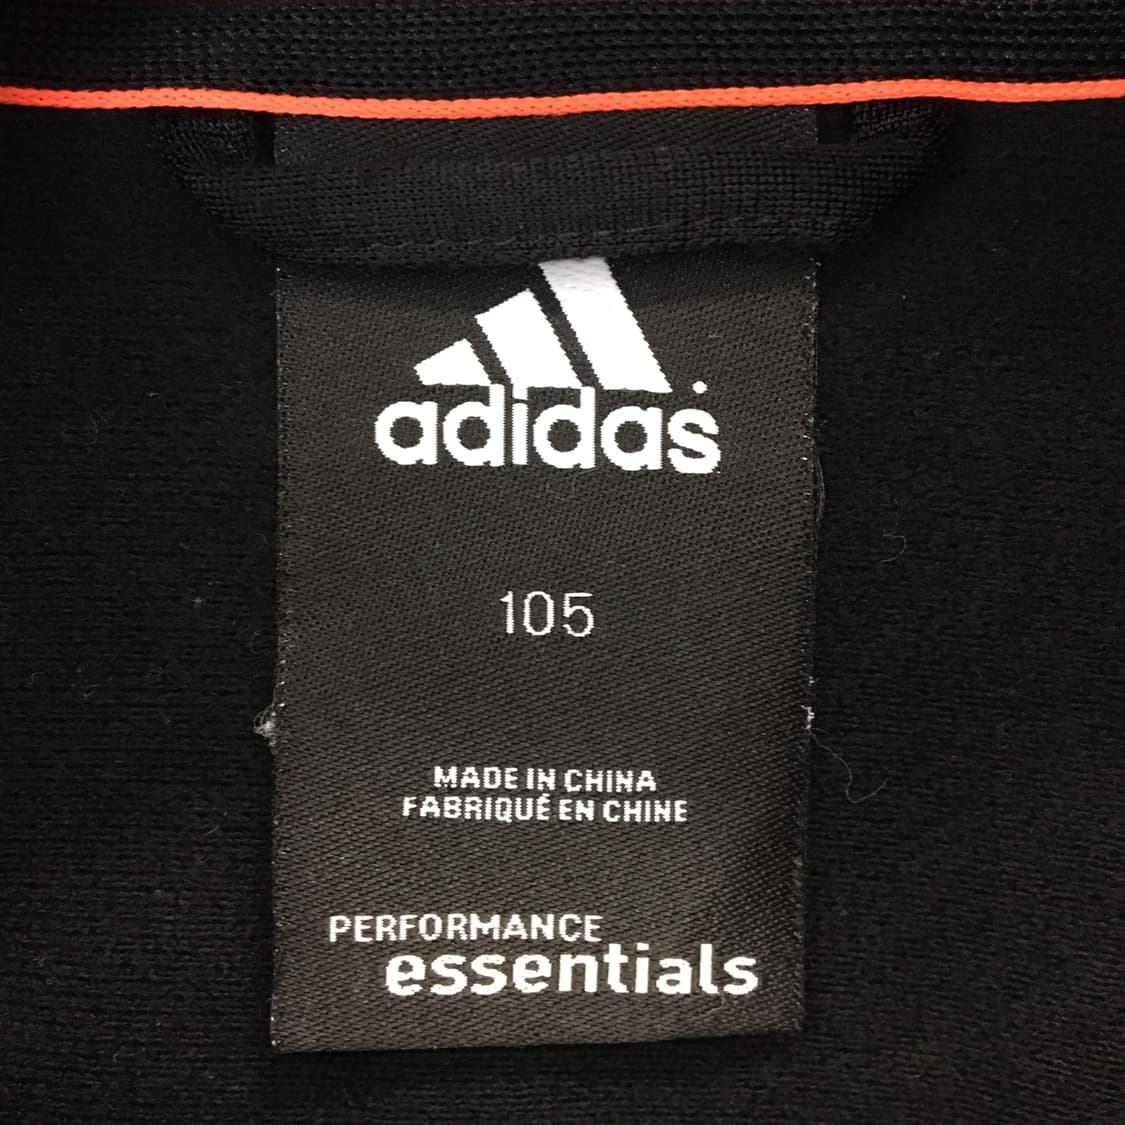 adidas
105
MADE IN CHINA
FABRIQUÉ EN CHINE
PERFORMANCE
essentials